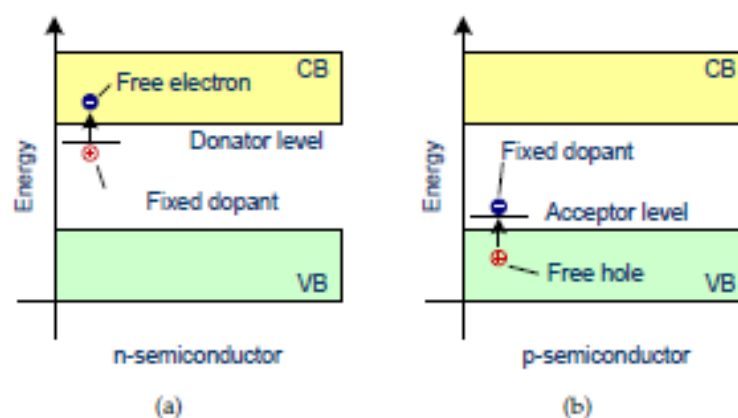 CB
Free electron
Donator level
Fixed dopant
Energy
VB
n-semiconductor
(a)
CB
Fixed dopant
Acceptor level
Free hole
Energy
VB
p-semiconductor
(b)